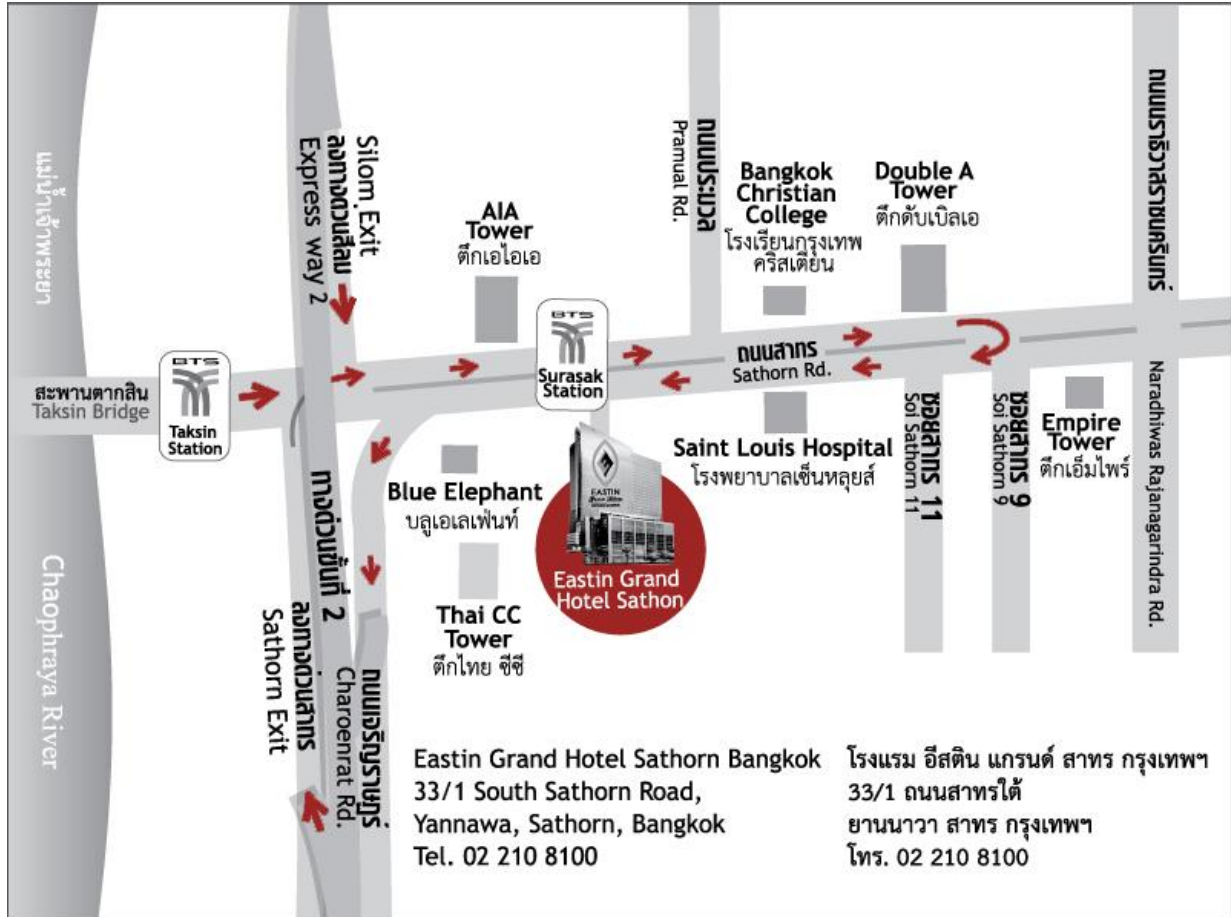 แม่น้ำเจ้าพระยา
Chaophraya River
Silom Exit
ลงทางด่วนสีลม
Express way 2
AIA
Tower
ตึกเอไอเอ
ถนนประมวล
Pramual Rd.
Bangkok
Christian
College
โรงเรียนกรุงเทพ
คริสเตียน
Double A
Tower
ตึกดับเบิลเอ
ถนนนราธิวาสราชนครินทร์
Naradhiwas Rajanagarindra Rd.
สะพานตากสิน
Taksin Bridge
BTS
Taksin
Station
BTS
Surasak
Station
ถนนสาทร
Sathorn Rd.
Blue Elephant
บลูเอเลเฟ่นท์
Thai CC
Tower
ตึกไทย ซีซี
EASTIN
Eastin Grand
Hotel Sathon
Saint Louis Hospital
โรงพยาบาลเซ็นหลุยส์
ซอยสาทร 11
Soi Sathorn 11
ซอยสาทร 9
Soi Sathorn 9
Empire
Tower
ตึกเอ็มไพร์
ทางด่วนขั้นที่ 2
ลงทางด่วนสาทร
Sathorn Exit
ถนนเจริญราษฎร์
Charoenrat Rd.
Eastin Grand Hotel Sathorn Bangkok
33/1 South Sathorn Road,
Yannawa, Sathorn, Bangkok
Tel. 02 210 8100
โรงแรม อีสติน แกรนด์ สาทร กรุงเทพฯ
33/1 ถนนสาทรใต้
ยานนาวา สาทร กรุงเทพฯ
โทร. 02 210 8100